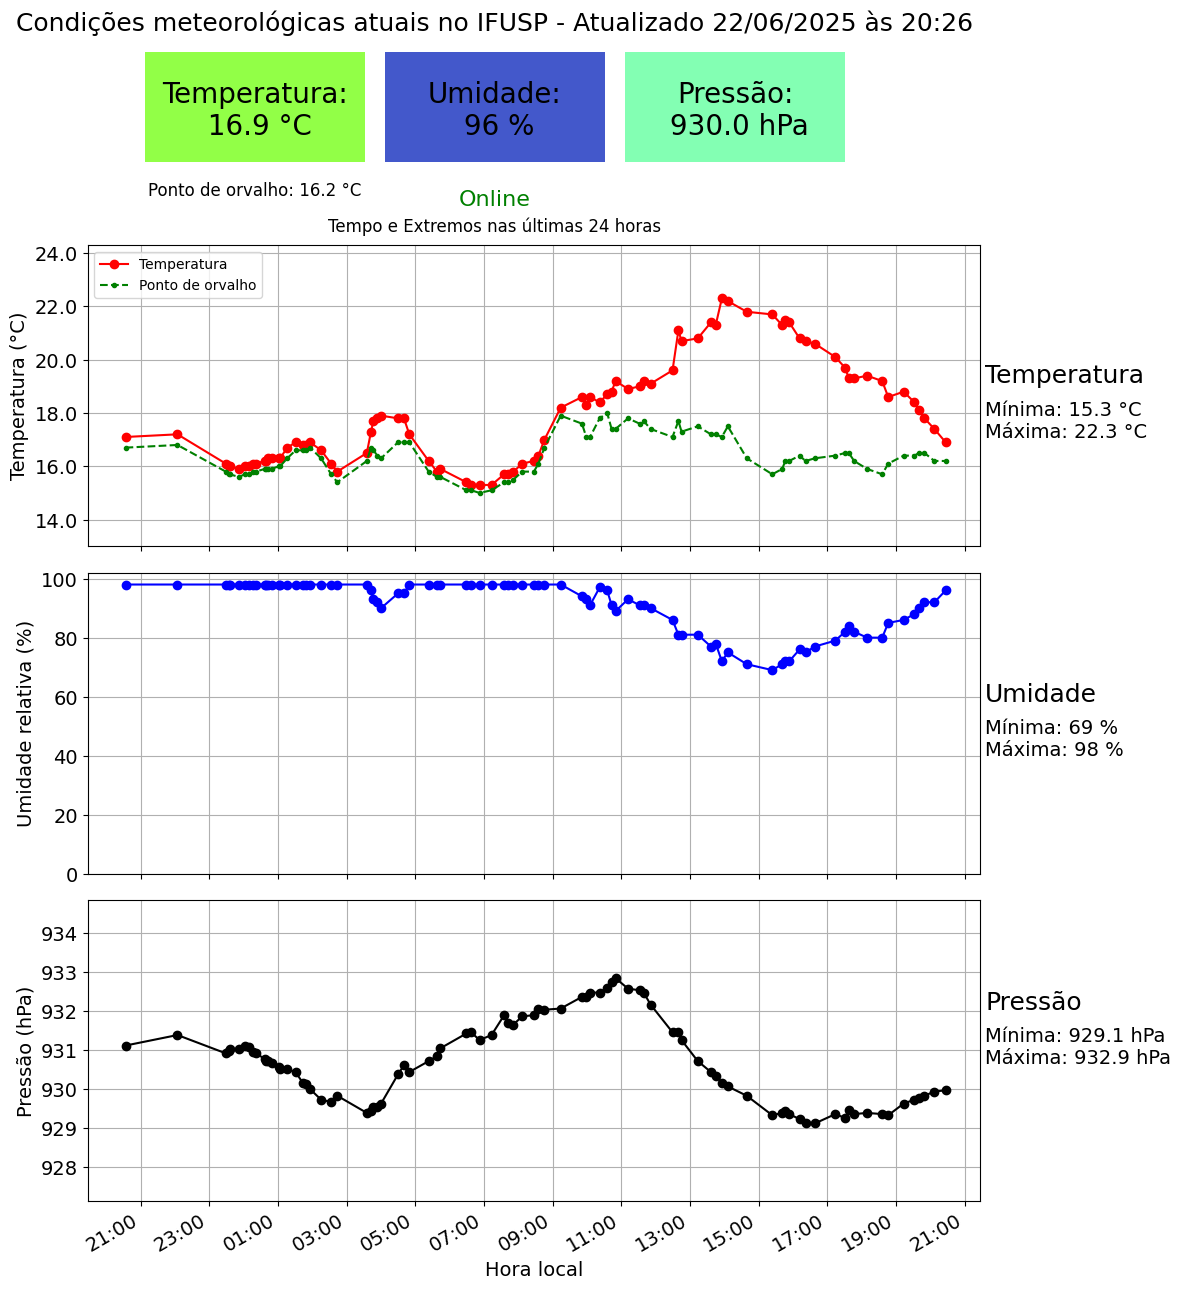 Condições meteorológicas atuais no IFUSP - Atualizado 22/06/2025 às 20:26
Temperatura:
16.9 °C
Umidade:
96 %
Pressão:
930.0 hPa
Ponto de orvalho: 16.2 °C
Online
Tempo e Extremos nas últimas 24 horas
Temperatura (°C)
24.0
22.0
20.0
18.0
16.0
14.0
Temperatura
Ponto de orvalho
Temperatura
Mínima: 15.3 °C
Máxima: 22.3 °C
Umidade relativa (%)
100
80
60
40
20
0
Umidade
Mínima: 69 %
Máxima: 98 %
Pressão (hPa)
934
933
932
931
930
929
928
Pressão
Mínima: 929.1 hPa
Máxima: 932.9 hPa
21:00 23:00 01:00 03:00 05:00 07:00 09:00 11:00 13:00 15:00 17:00 19:00 21:00
Hora local